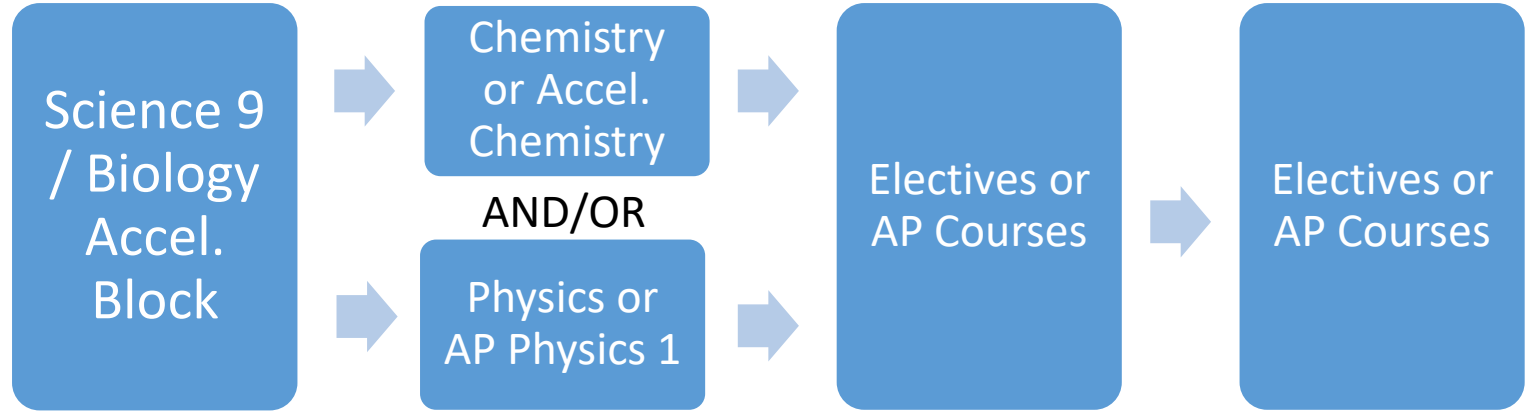 Science 9
/ Biology
Accel.
Block
Chemistry
or Accel.
Chemistry
AND/OR
Physics or
AP Physics 1
Electives or
AP Courses
Electives or
AP Courses